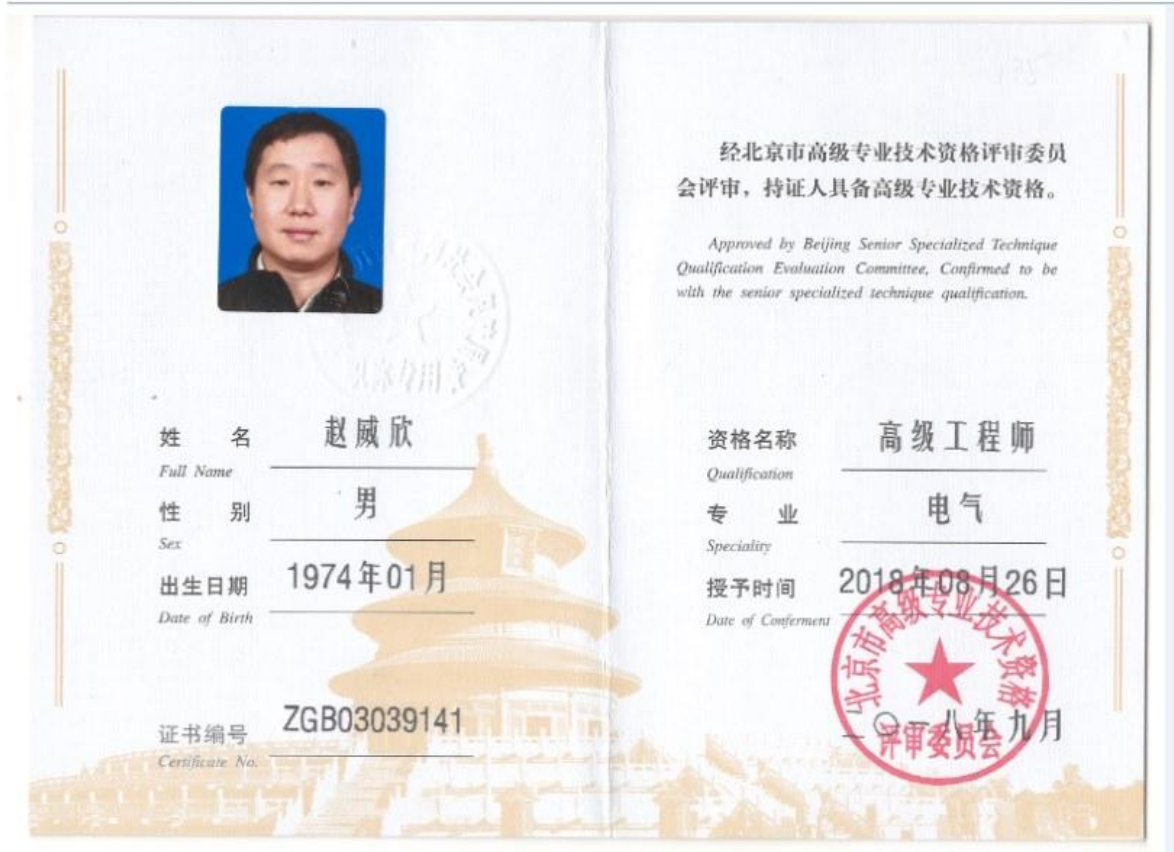 姓 名 赵威欣
Full Name
性 别 男
Sex
出生日期 1974年01月
Date of Birth
证书编号 ZGB03039141
Certificate No.
经北京市高级专业技术资格评审委员
会评审，持证人具备高级专业技术资格。
Approved by Beijing Senior Specialized Technique
Qualification Evaluation Committee, Confirmed to be
with the senior specialized technique qualification.
资格名称 高级工程师
Qualification
专 业 电气
Speciality
授予时间 2018年08月26日
Date of Conferment
北京市高级专业技术资格
评审委员会
二〇一八年九月